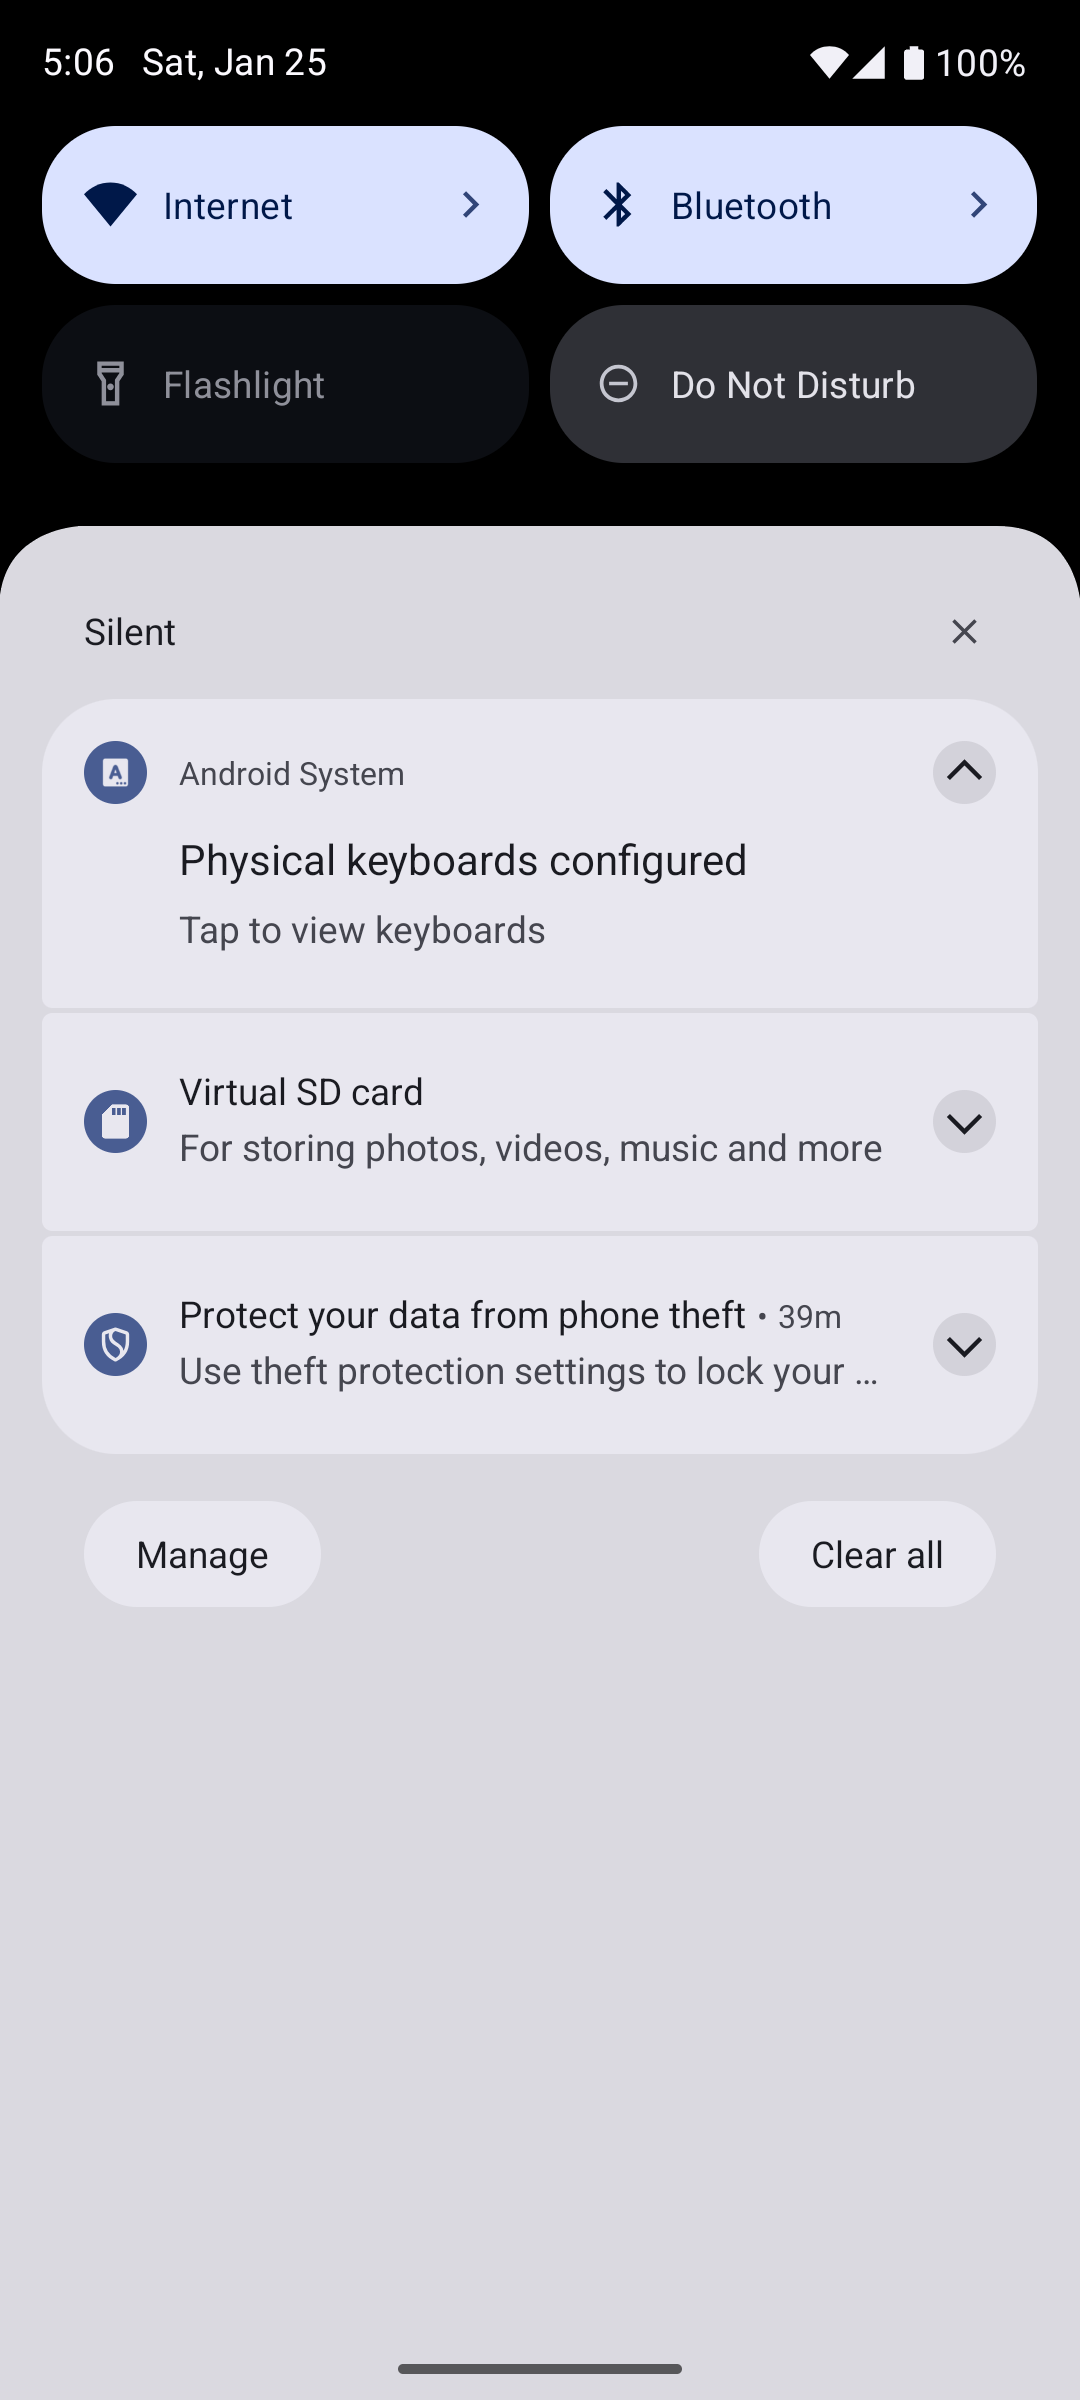 5:06 Sat, Jan 25 100%
Internet Bluetooth
Flashlight Do Not Disturb
Silent
Android System
Physical keyboards configured
Tap to view keyboards
Virtual SD card
For storing photos, videos, music and more
Protect your data from phone theft • 39m
Use theft protection settings to lock your ...
Manage Clear all